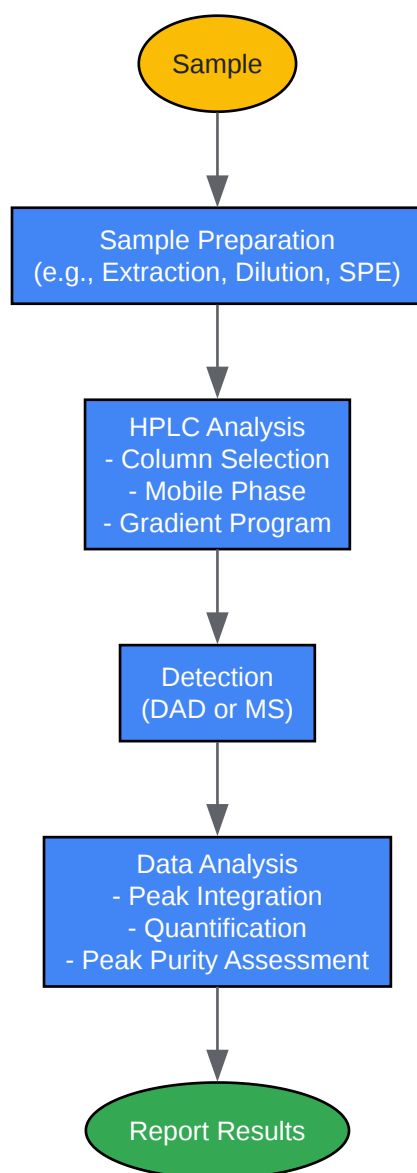 Sample
Sample Preparation
(e.g., Extraction, Dilution, SPE)
HPLC Analysis
- Column Selection
- Mobile Phase
- Gradient Program
Detection
(DAD or MS)
Data Analysis
- Peak Integration
- Quantification
- Peak Purity Assessment
Report Results